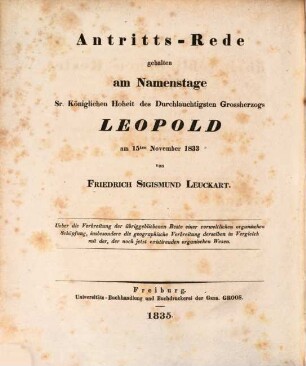 Antritts-Rede
gehalten
am Namenstage
Sr. Königlichen Hoheit des Durchlauchtigsten Grossherzogs
LEOPOLD
am 15ten November 1833
von
Friedrich Sigismund Leuckart.
Ueber die Verbreitung der übriggebliebenen Reste einer vorweltlichen organischen
Schöpfung, insbesondere die geographische Verbreitung derselben in Vergleich
mit der, der noch jetzt existirenden organischen Wesen.
Freiburg,
Universitäts-Buchhandlung und Buchdruckerei der Gebr. GROOS.
1835